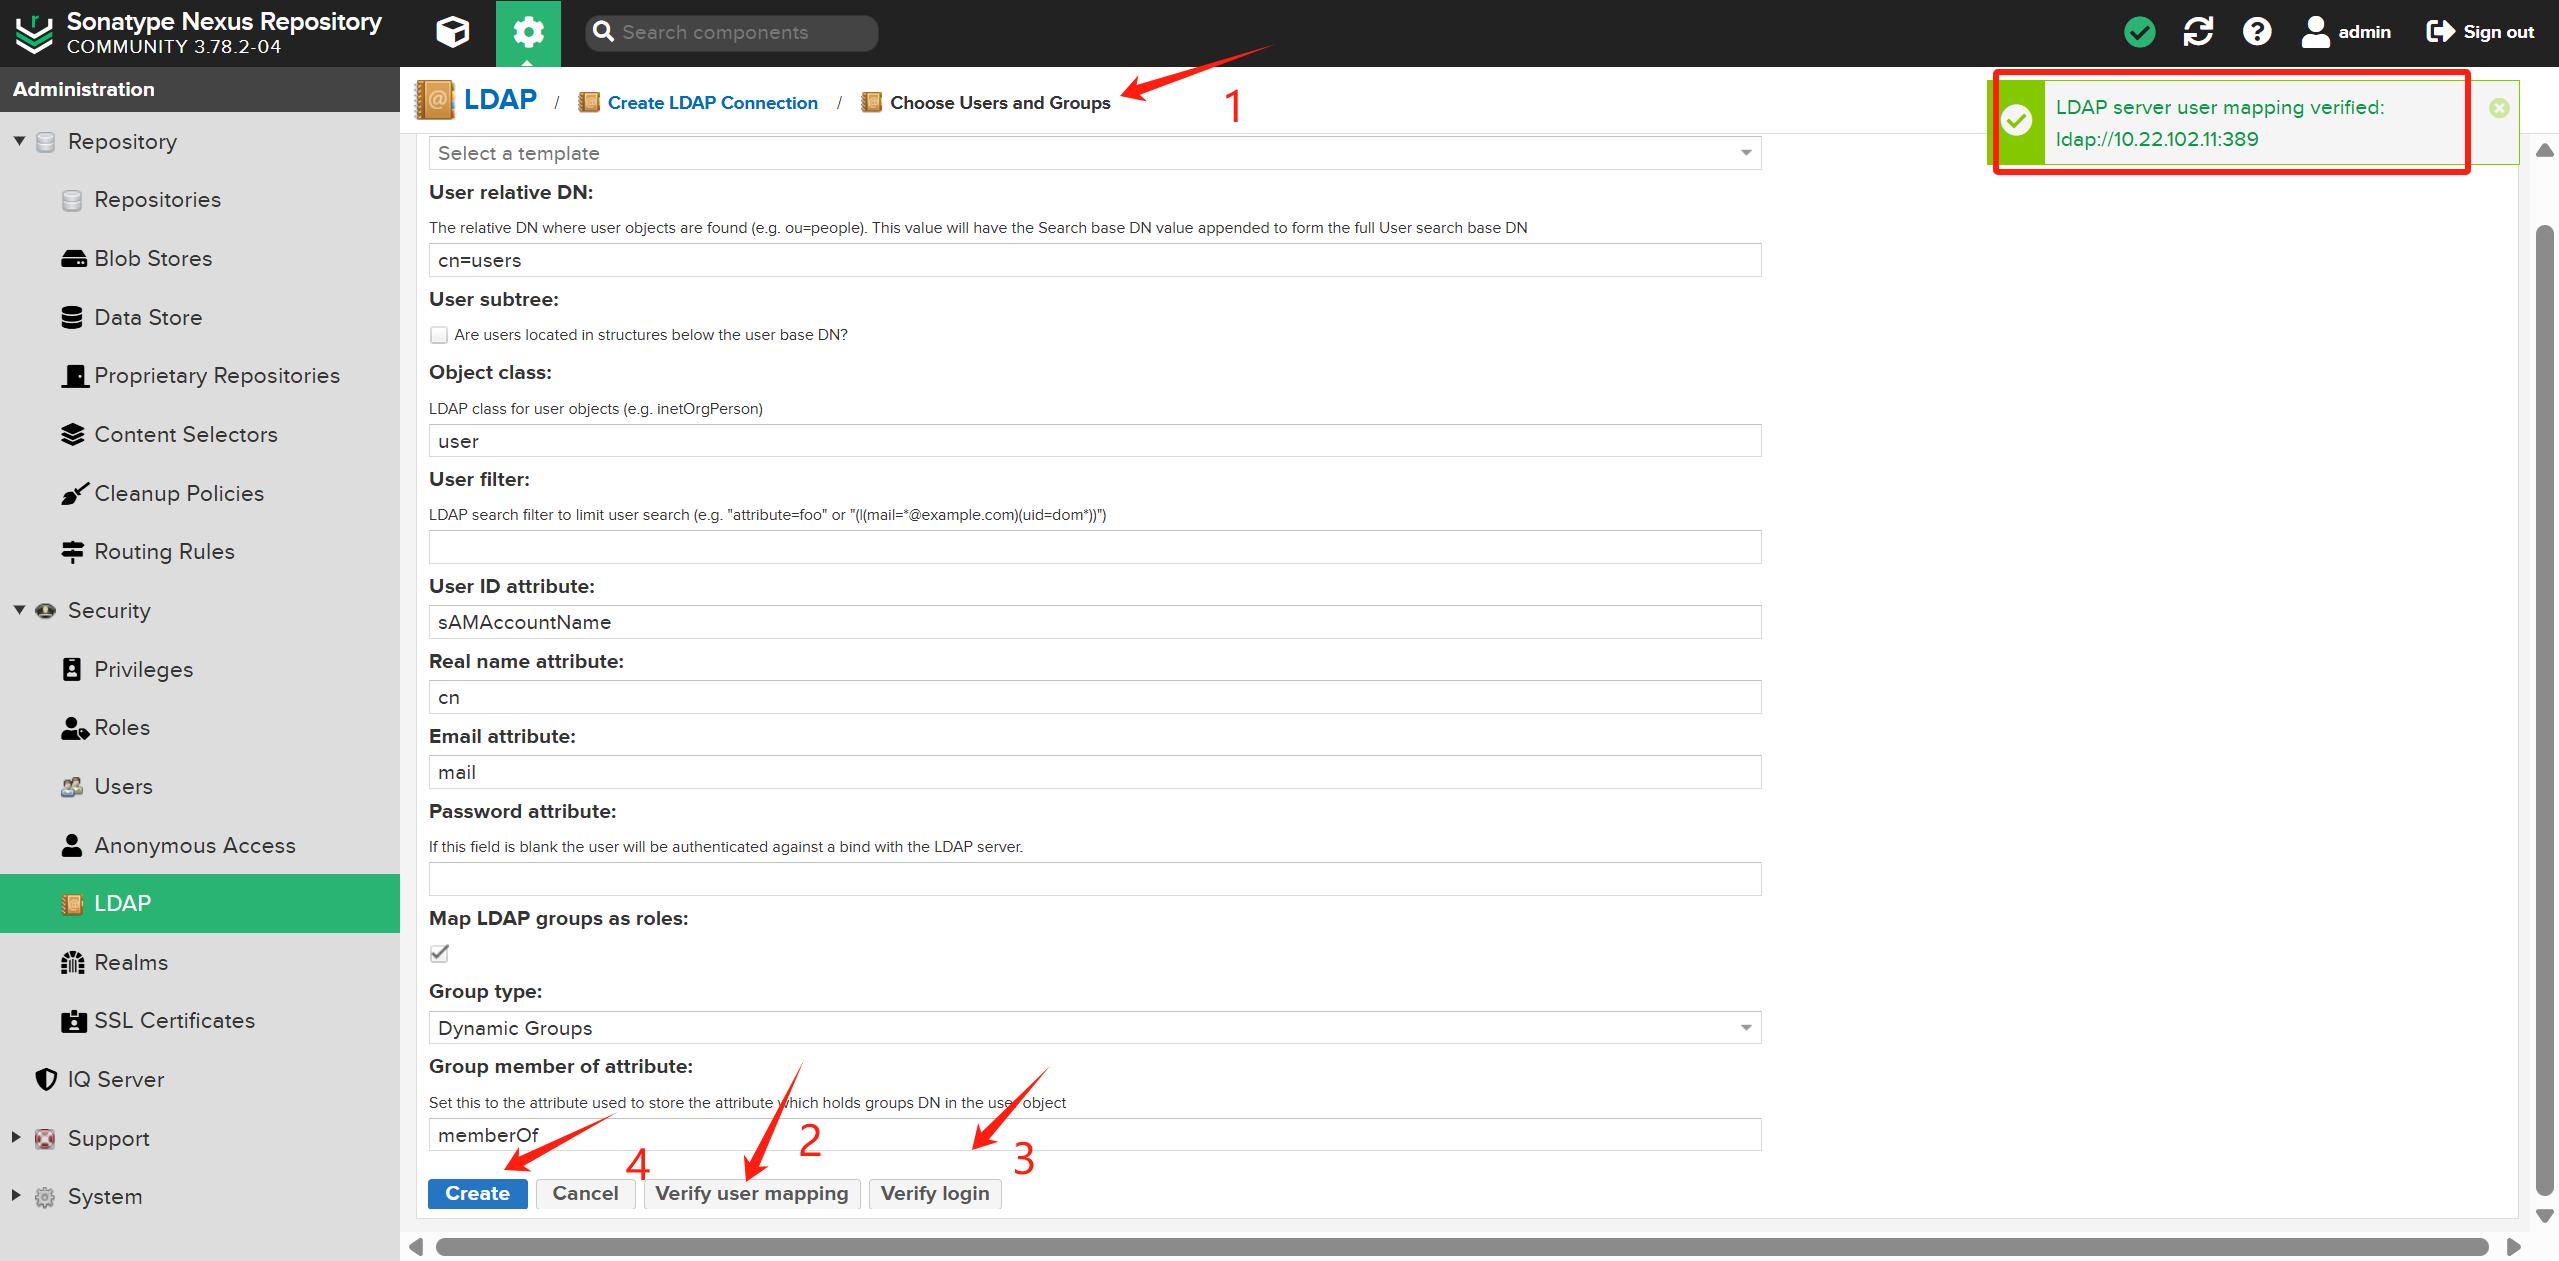 Sonatype Nexus Repository
COMMUNITY 3.78.2-04
Search components
admin
Sign out
Administration
Repository
Repositories
Blob Stores
Data Store
Proprietary Repositories
Content Selectors
Cleanup Policies
Routing Rules
Security
Privileges
Roles
Users
Anonymous Access
LDAP
Realms
SSL Certificates
IQ Server
Support
System
LDAP / Create LDAP Connection / Choose Users and Groups
1
LDAP server user mapping verified:
ldap://10.22.102.11:389
Select a template
User relative DN:
The relative DN where user objects are found (e.g. ou=people). This value will have the Search base DN value appended to form the full User search base DN
cn=users
User subtree:
Are users located in structures below the user base DN?
Object class:
LDAP class for user objects (e.g. inetOrgPerson)
user
User filter:
LDAP search filter to limit user search (e.g. "attribute=foo" or "(|(mail=*@example.com)(uid=dom*))")
User ID attribute:
sAMAccountName
Real name attribute:
cn
Email attribute:
mail
Password attribute:
If this field is blank the user will be authenticated against a bind with the LDAP server.
Map LDAP groups as roles:
Group type:
Dynamic Groups
Group member of attribute:
Set this to the attribute used to store the attribute which holds groups DN in the user object
memberOf
2
3
4
Create
Cancel
Verify user mapping
Verify login